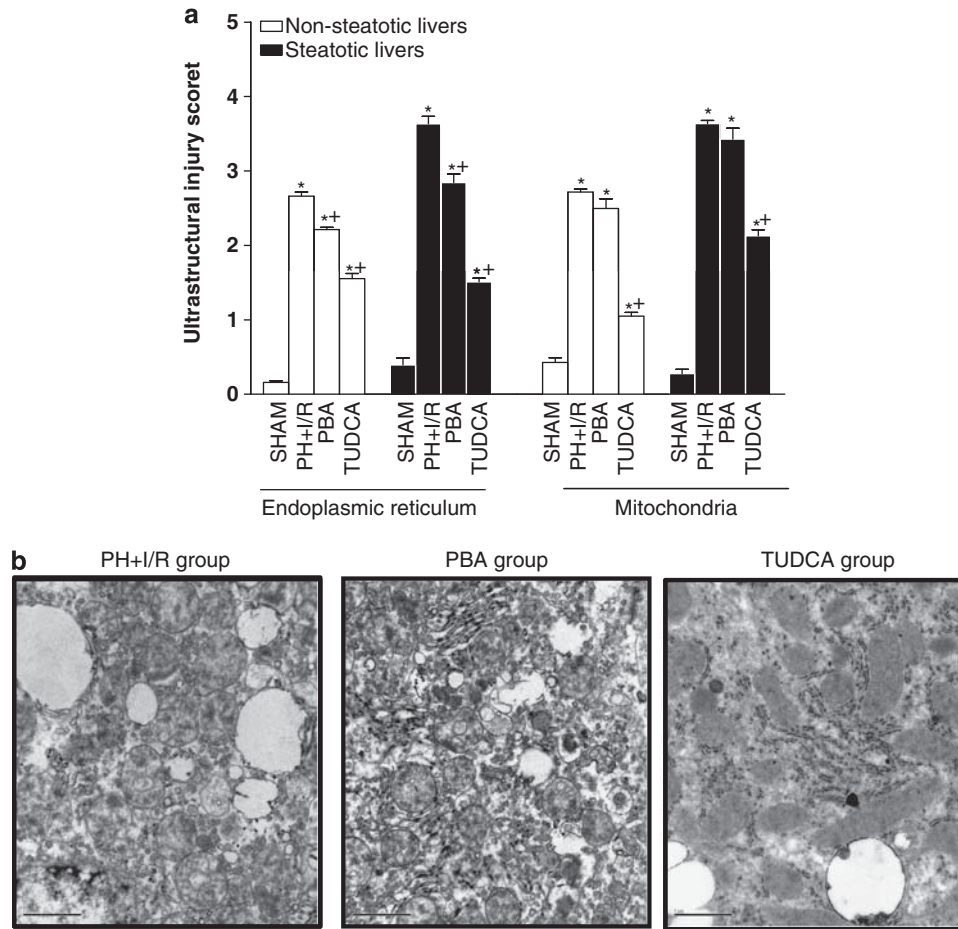 a
Non-steatotic livers
Steatotic livers
Ultrastructural injury scoret
5
4
3
2
1
0
*
*+
*+
*
*+
*+
*
*
*+
*
*
*+
SHAM
PH+I/R
PBA
TUDCA
SHAM
PH+I/R
PBA
TUDCA
SHAM
PH+I/R
PBA
TUDCA
SHAM
PH+I/R
PBA
TUDCA
Endoplasmic reticulum
Mitochondria
b
PH+I/R group
PBA group
TUDCA group